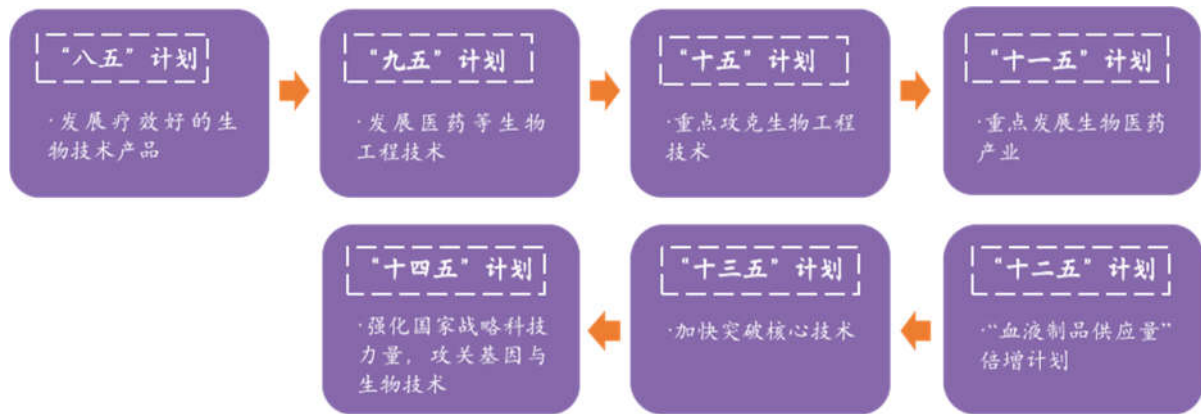 “八五”计划
·发展疗效好的生
物技术产品
“九五”计划
·发展医药等生物
工程技术
“十五”计划
·重点攻克生物工程
技术
“十一五”计划
·重点发展生物医药
产业
“十二五”计划
·“血液制品供应量”
倍增计划
“十三五”计划
·加快突破核心技术
“十四五”计划
·强化国家战略科技
力量，攻关基因与
生物技术